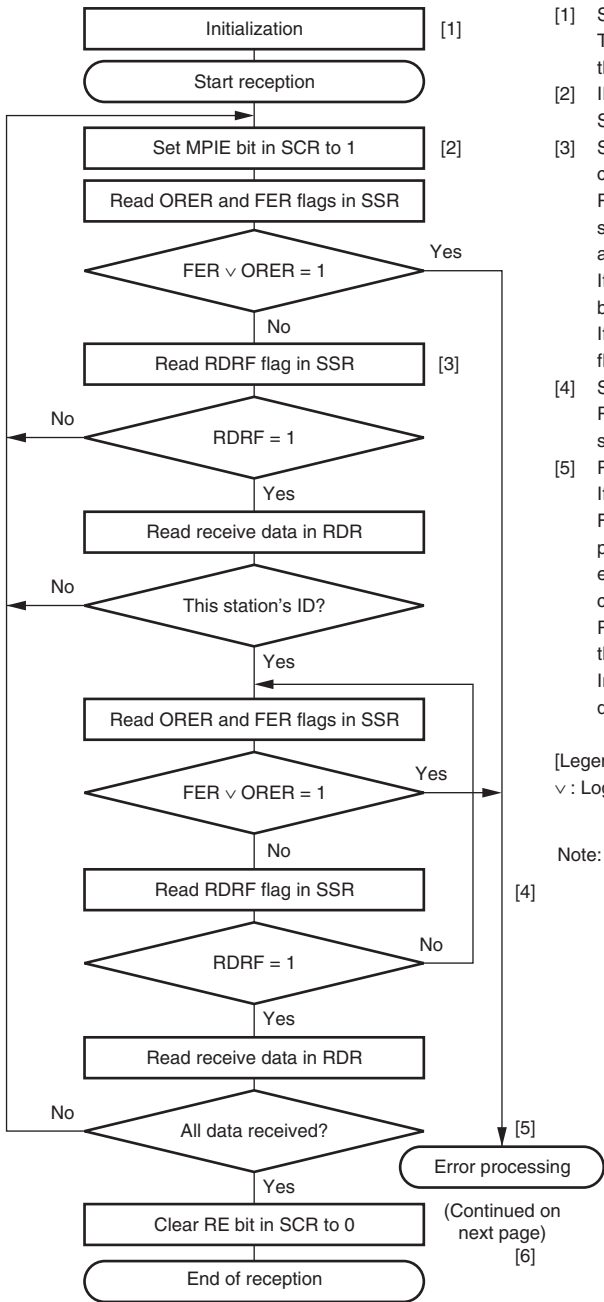 Initialization [1]
Start reception
Set MPIE bit in SCR to 1 [2]
Read ORER and FER flags in SSR
FER ∨ ORER = 1
Yes
No
Read RDRF flag in SSR [3]
RDRF = 1
No
Yes
Read receive data in RDR
This station's ID?
No
Yes
Read ORER and FER flags in SSR
FER ∨ ORER = 1
Yes
No
Read RDRF flag in SSR
[4]
RDRF = 1
No
Yes
Read receive data in RDR
All data received?
No
Yes
[5]
Error processing
(Continued on
next page)
[6]
Clear RE bit in SCR to 0
End of reception
[1]
[2]
[3]
[4]
[5]
∨ :
Note: